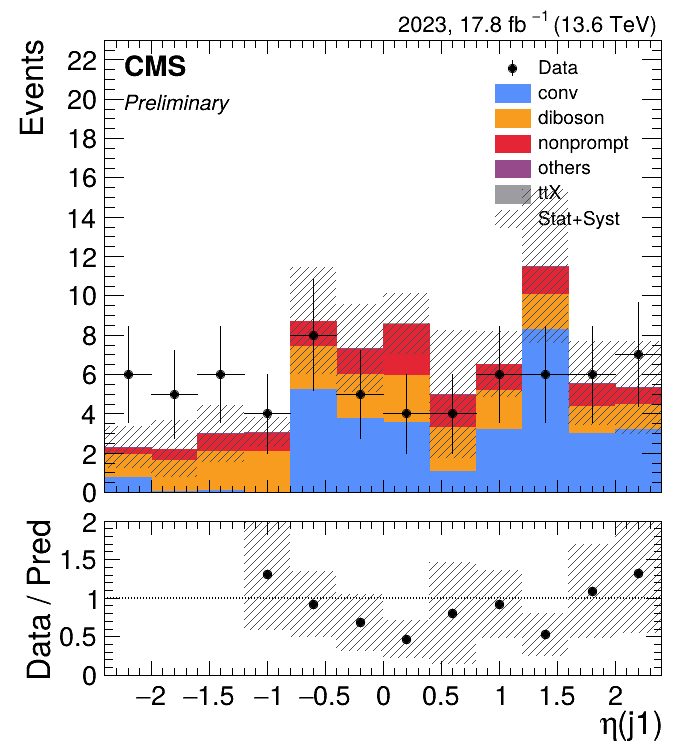 2023, 17.8 fb⁻¹ (13.6 TeV)
Events
CMS
Preliminary
Data
conv
diboson
nonprompt
others
ttX
Stat+Syst
22
20
18
16
14
12
10
8
6
4
2
0
Data / Pred
2
1.5
1
0.5
0
−2 −1.5 −1 −0.5 0 0.5 1 1.5 2
η(j1)